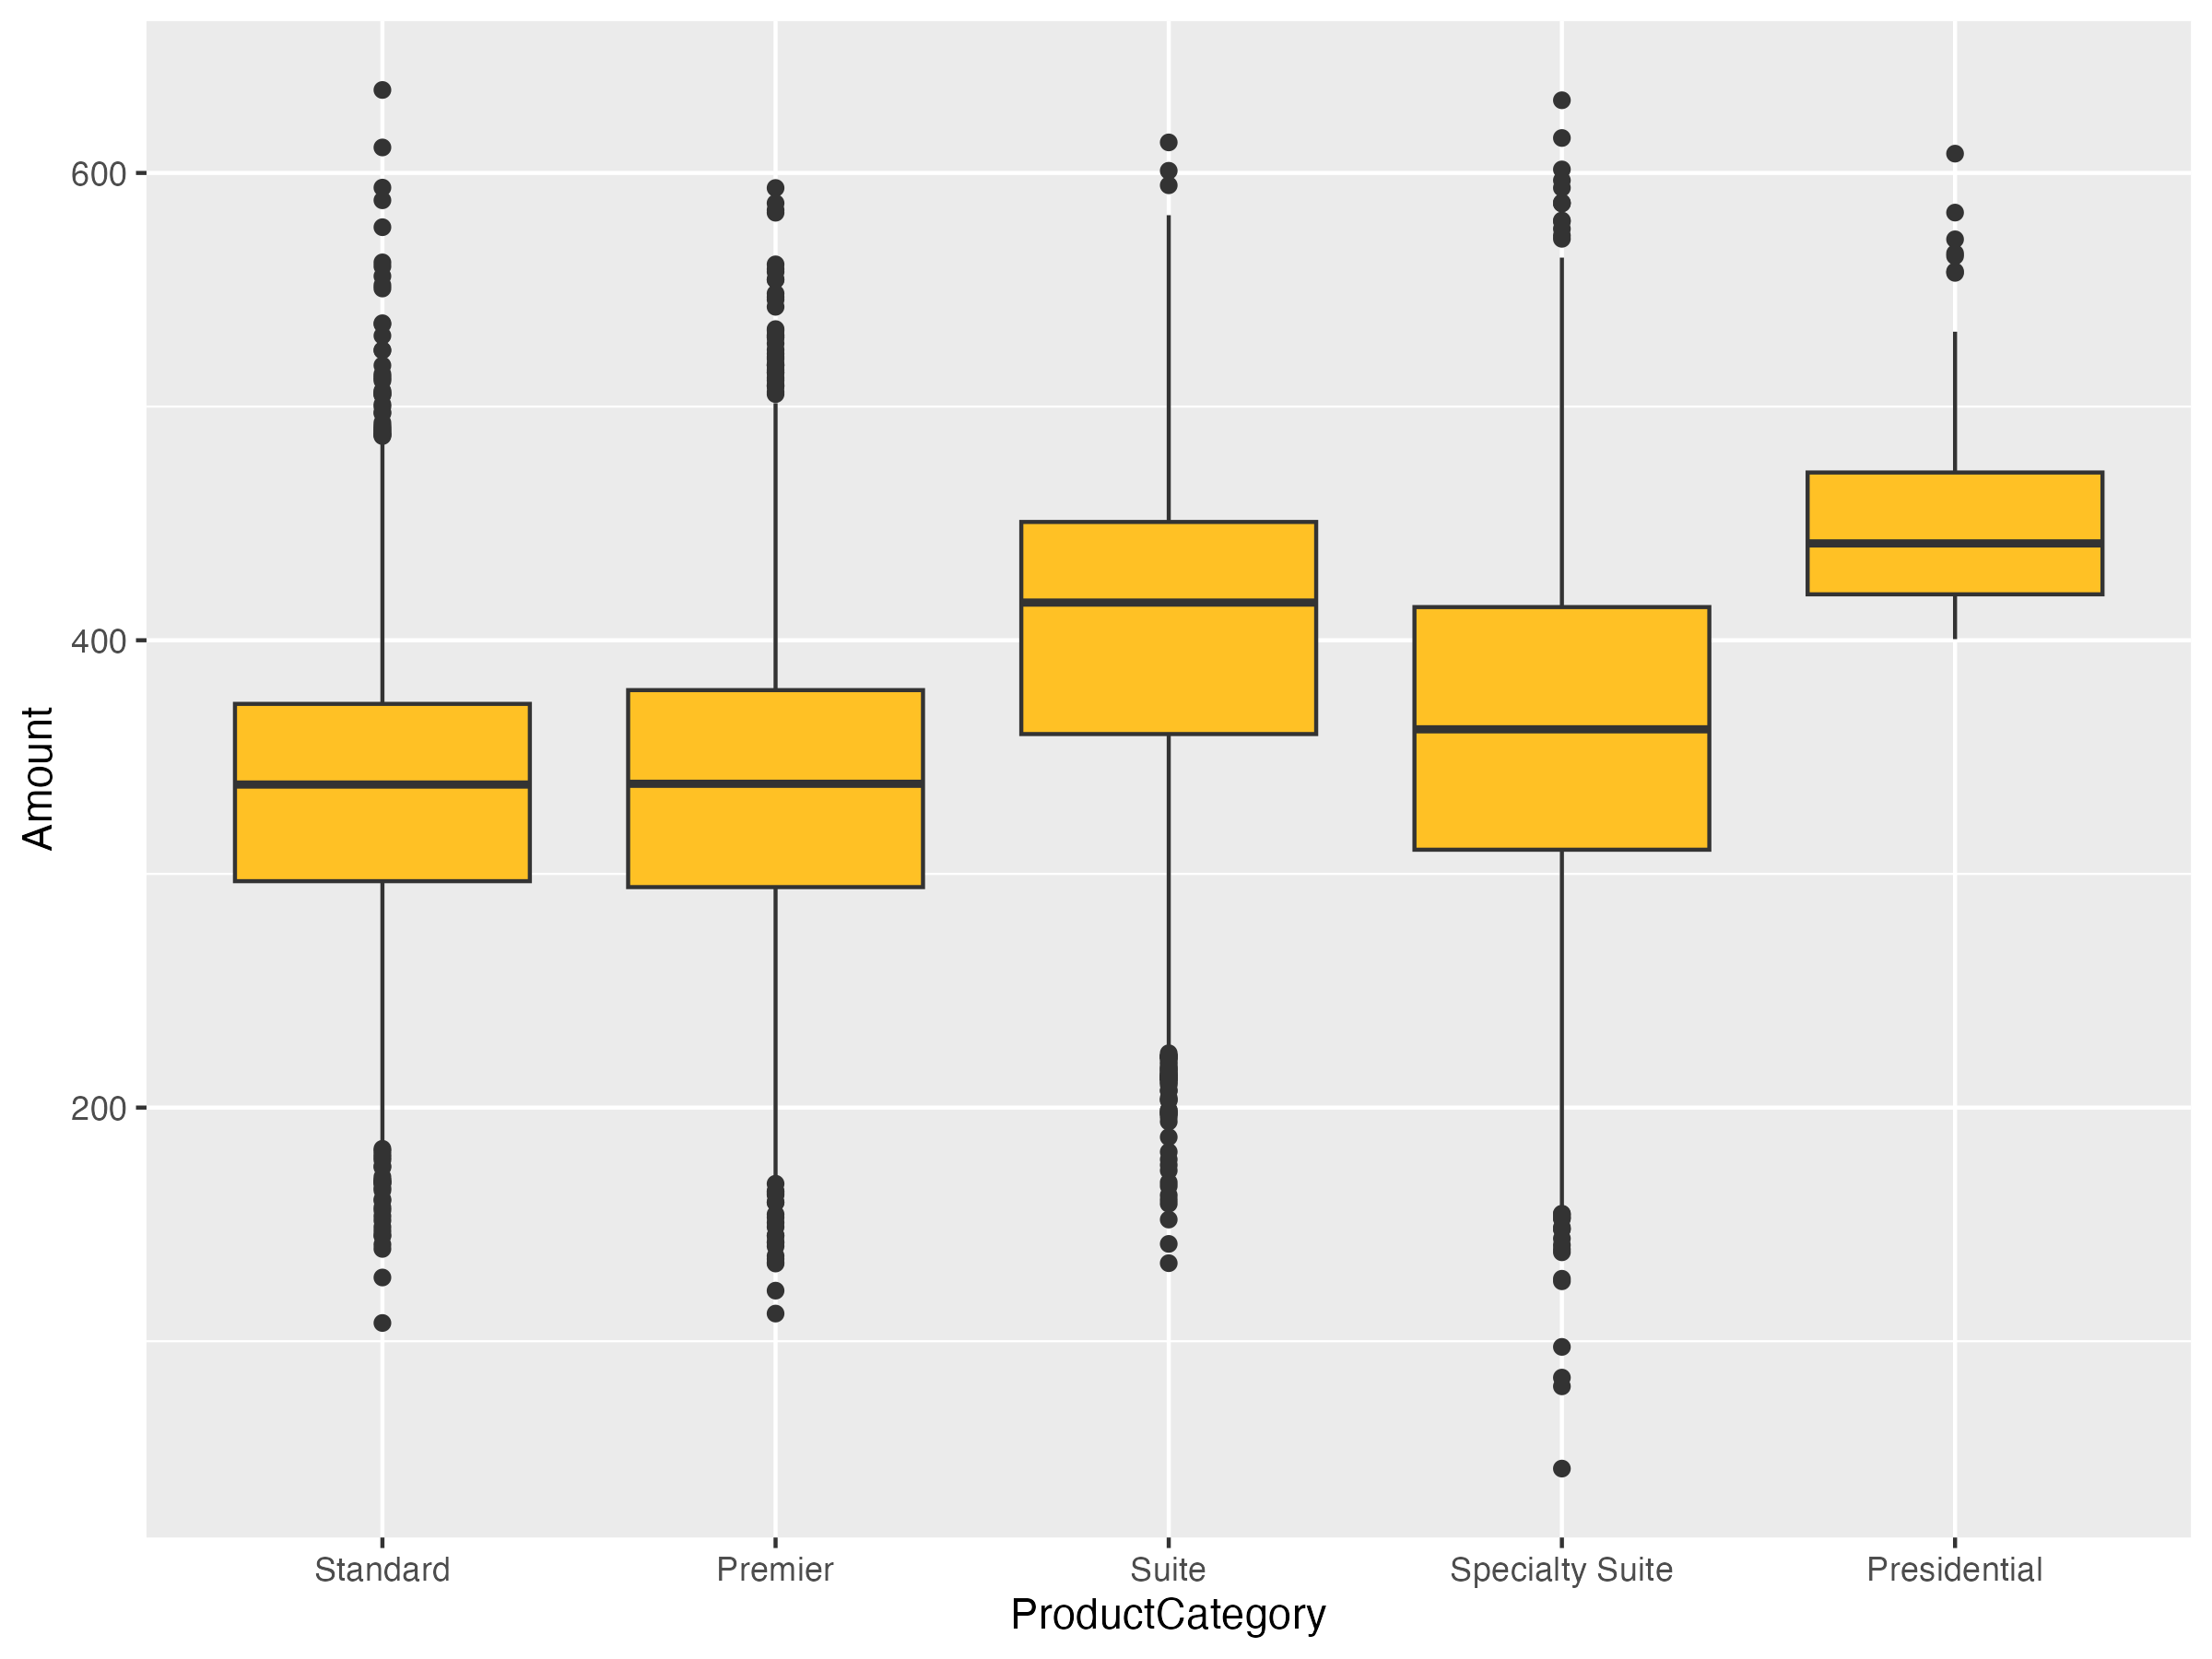 600
400
200
Amount
Standard Premier Suite Specialty Suite Presidential
ProductCategory